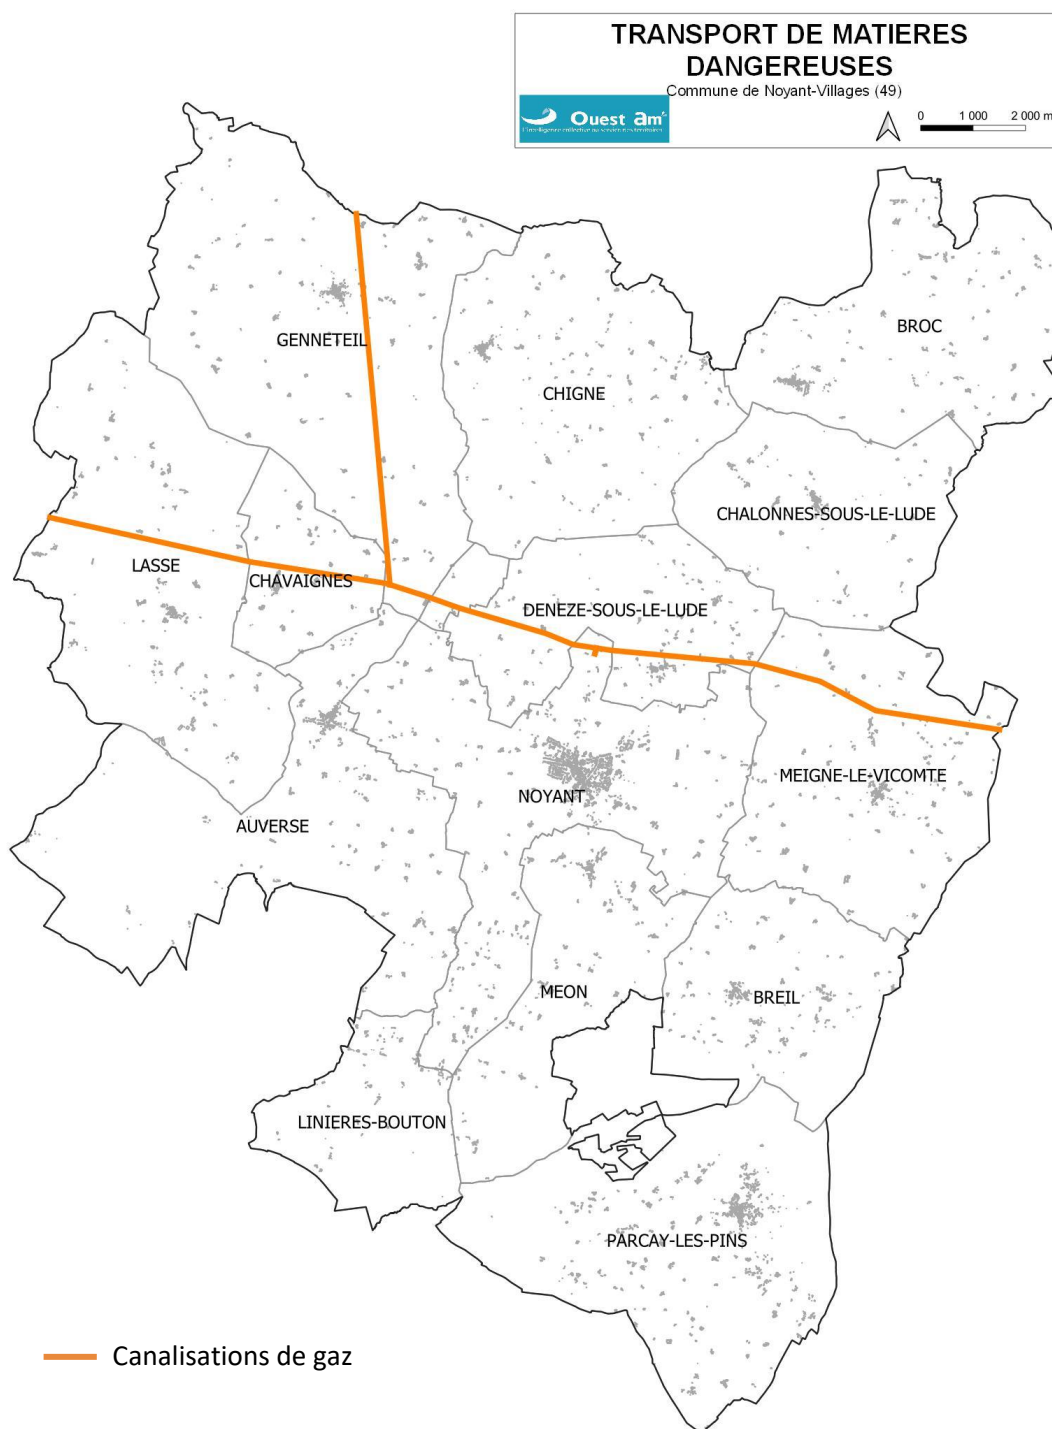 TRANSPORT DE MATIERES
DANGEREUSES
Commune de Noyant-Villages (49)
Ouest am'
0 1 000 2 000 m
BROC
GENNETEIL
CHIGNE
CHALONNES-SOUS-LE-LUDE
LASSE
CHAVAIGNES
DENEZE-SOUS-LE-LUDE
MEIGNE-LE-VICOMTE
NOYANT
AUVERSE
MEON
BREIL
LINIERES-BOUTON
PARCAY-LES-PINS
Canalisations de gaz